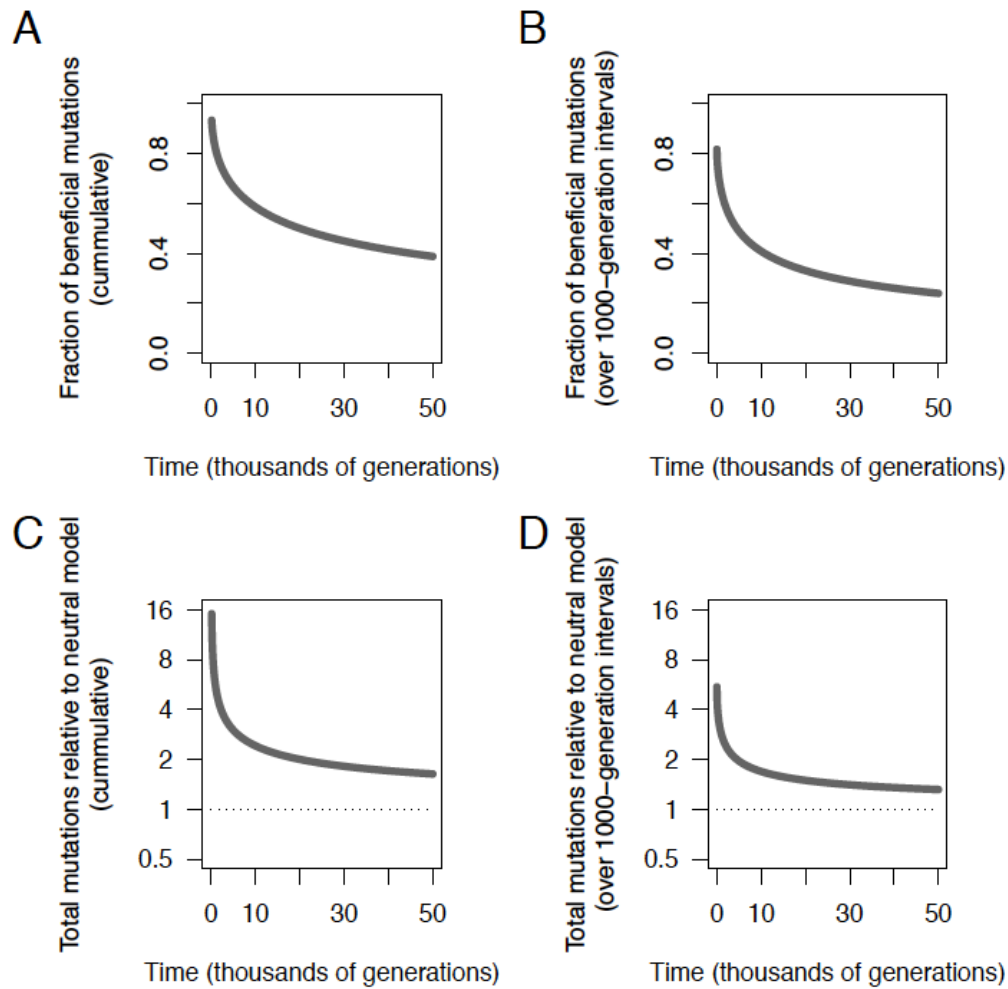 A
Fraction of beneficial mutations
(cummulative)
0.8
0.4
0.0
0 10 30 50
Time (thousands of generations)
B
Fraction of beneficial mutations
(over 1000−generation intervals)
0.8
0.4
0.0
0 10 30 50
Time (thousands of generations)
C
Total mutations relative to neutral model
(cummulative)
16
8
4
2
1
0.5
0 10 30 50
Time (thousands of generations)
D
Total mutations relative to neutral model
(over 1000−generation intervals)
16
8
4
2
1
0.5
0 10 30 50
Time (thousands of generations)